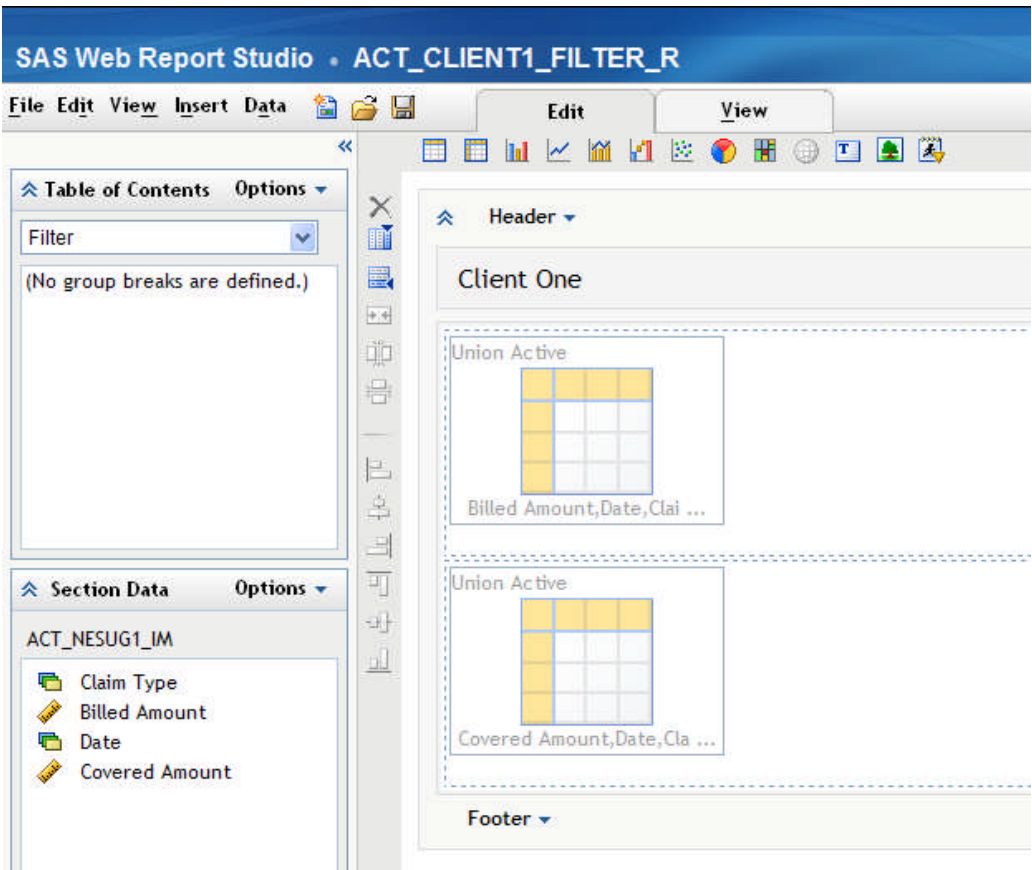 SAS Web Report Studio • ACT_CLIENT1_FILTER_R
File Edit View Insert Data
Edit
View
Table of Contents Options
Filter
(No group breaks are defined.)
Header
Client One
Union Active
Billed Amount,Date,Clai ...
Union Active
Covered Amount,Date,Cla ...
Footer
Section Data Options
ACT_NESUG1_IM
Claim Type
Billed Amount
Date
Covered Amount